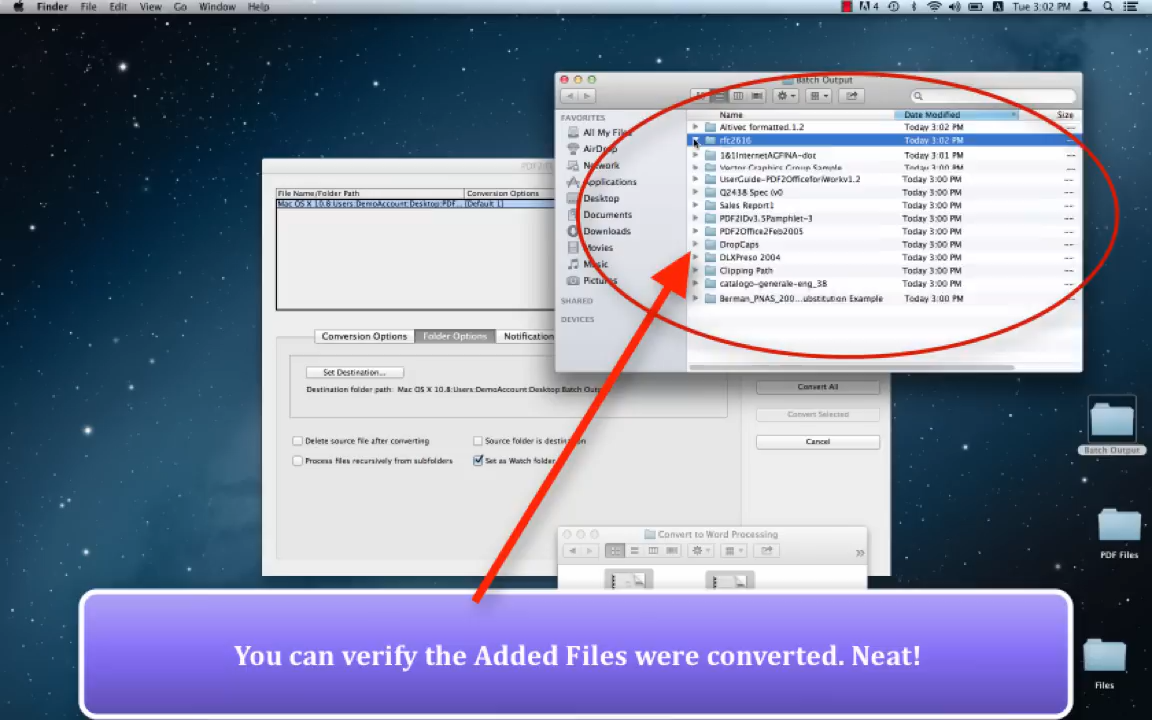 Finder File Edit View Go Window Help
4 Tue 3:02 PM
Batch Output
FAVORITES
All My Files
AirDrop
Network
Applications
Desktop
Documents
Downloads
Movies
Music
Pictures
SHARED
DEVICES
Name Date Modified Size
Altivec formatted.1.2 Today 3:02 PM --
rfc2616 Today 3:02 PM --
1&1InternetAGFINA-doc Today 3:01 PM --
Vector Graphics Group Sample Today 3:00 PM --
UserGuide-PDF2OfficeforiWorkv1.2 Today 3:00 PM --
Q2438 Spec (v0 Today 3:00 PM --
Sales Report1 Today 3:00 PM --
PDF2IDv3.5Pamphlet-3 Today 3:00 PM --
PDF2Office2Feb2005 Today 3:00 PM --
DropCaps Today 3:00 PM --
DLXPreso 2004 Today 3:00 PM --
Clipping Path Today 3:00 PM --
catalogo-generale-eng_38 Today 3:00 PM --
Berman_PNAS_200...ubstitution Example Today 3:00 PM --
File Name/Folder Path Conversion Options
Mac OS X 10.8:Users:DemoAccount:Desktop:PDF... (Default 1)
Conversion Options Folder Options Notification
Set Destination...
Destination folder path: Mac OS X 10.8:Users:DemoAccount:Desktop:Batch Outp
Delete source file after converting Source folder is destination
Process files recursively from subfolders Set as Watch folder
Convert All
Convert Selected
Cancel
Convert to Word Processing
Batch Output
PDF Files
Files
You can verify the Added Files were converted. Neat!